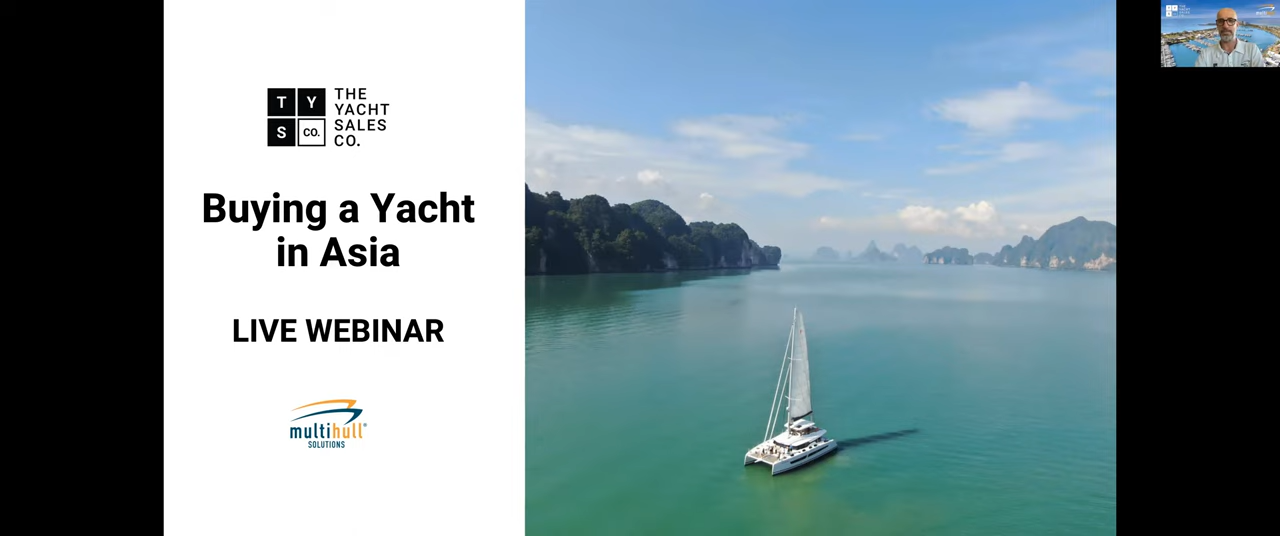 T Y
S CO.
THE
YACHT
SALES
CO.
Buying a Yacht
in Asia
LIVE WEBINAR
multihull®
SOLUTIONS